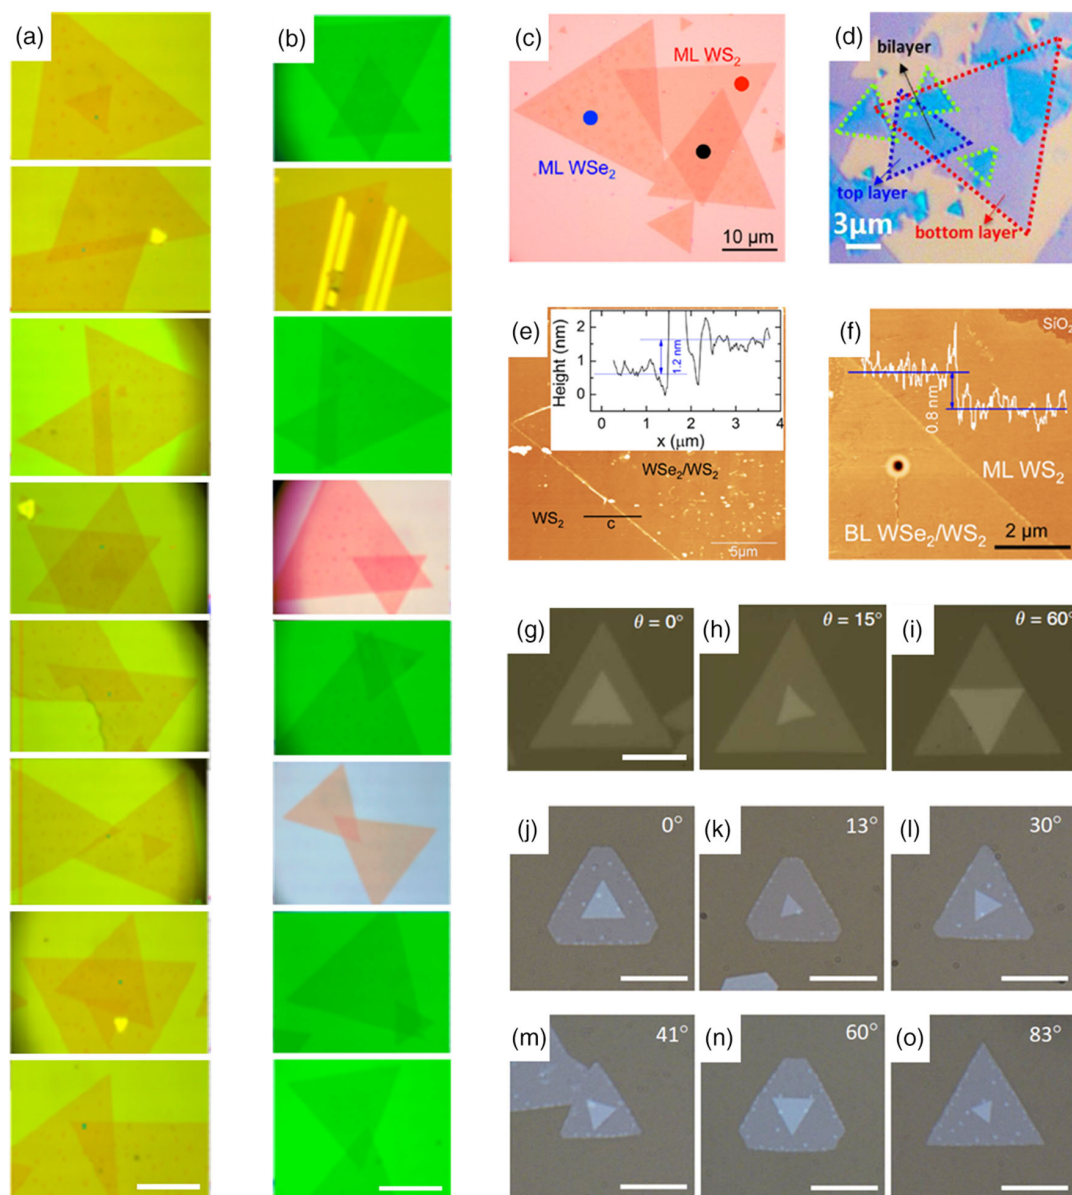 (a)
(b)
(c)
ML WS₂
ML WSe₂
10 μm
(d)
bilayer
top layer
3μm
bottom layer
(e)
Height (nm)
2
1
0
1.2 nm
0 1 2 3 4
x (μm)
WSe₂/WS₂
WS₂
c
5μm
(f)
SiO₂
0.8 nm
ML WS₂
BL WSe₂/WS₂
2 μm
(g)
θ = 0°
(h)
θ = 15°
(i)
θ = 60°
(j)
0°
(k)
13°
(l)
30°
(m)
41°
(n)
60°
(o)
83°